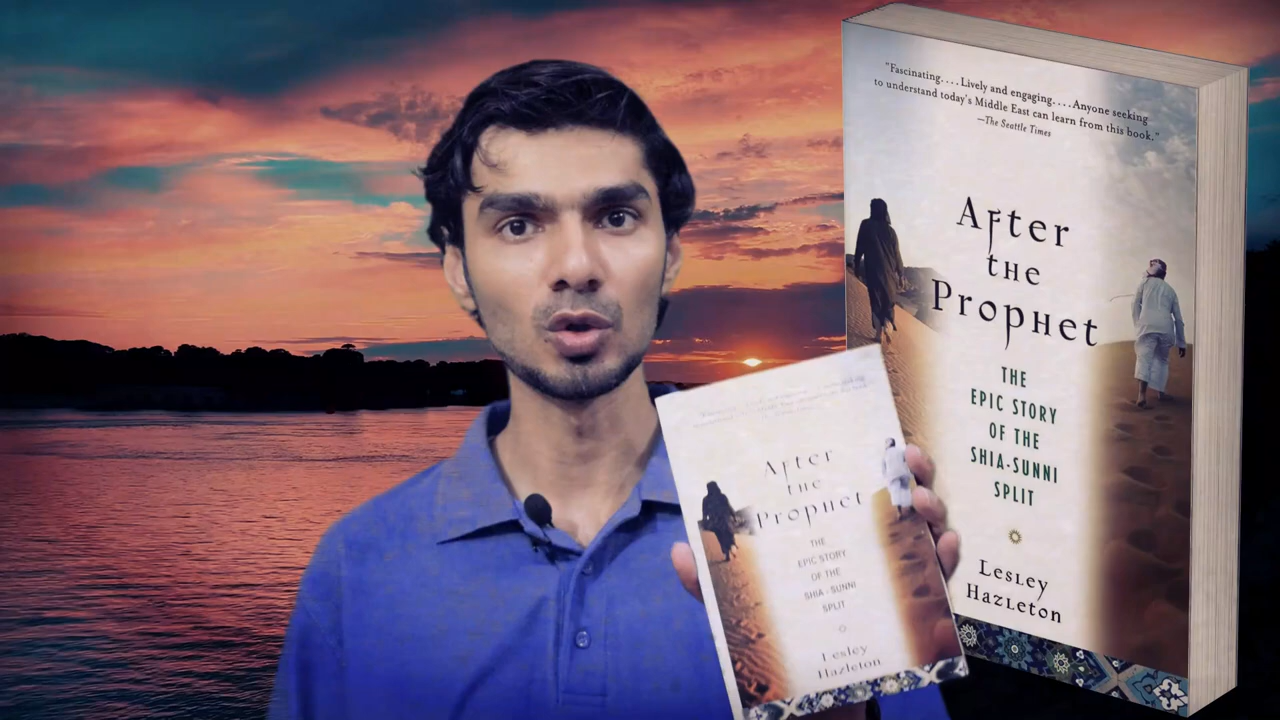 "Fascinating. . . . Lively and engaging. . . . Anyone seeking
to understand today's Middle East can learn from this book."
—The Seattle Times
After
the
Prophet
THE
EPIC STORY
OF THE
SHIA-SUNNI
SPLIT
Lesley
Hazleton
After
the
Prophet
THE
EPIC STORY
OF THE
SHIA-SUNNI
SPLIT
Lesley
Hazleton